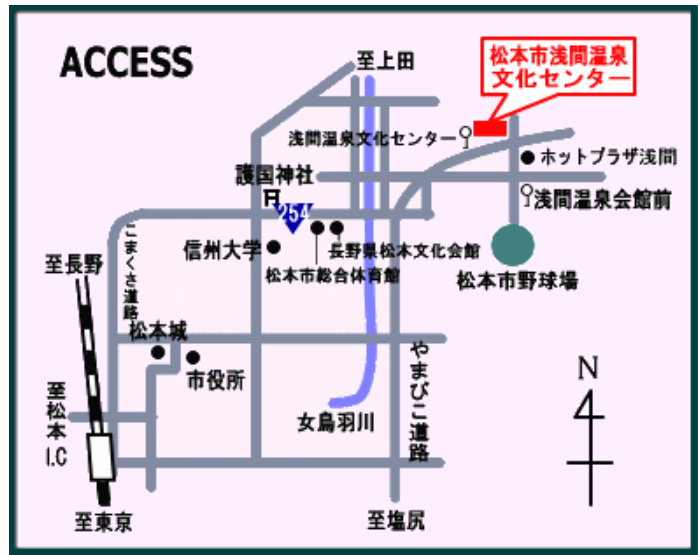 ACCESS
至上田
松本市浅間温泉
文化センター
浅間温泉文化センター
ホットプラザ浅間
護国神社
浅間温泉会館前
254
信州大学
長野県松本文化会館
松本市総合体育館
松本市野球場
こまくさ道路
至長野
松本城
市役所
やまびこ道路
N
至松本
I.C
女鳥羽川
至東京
至塩尻